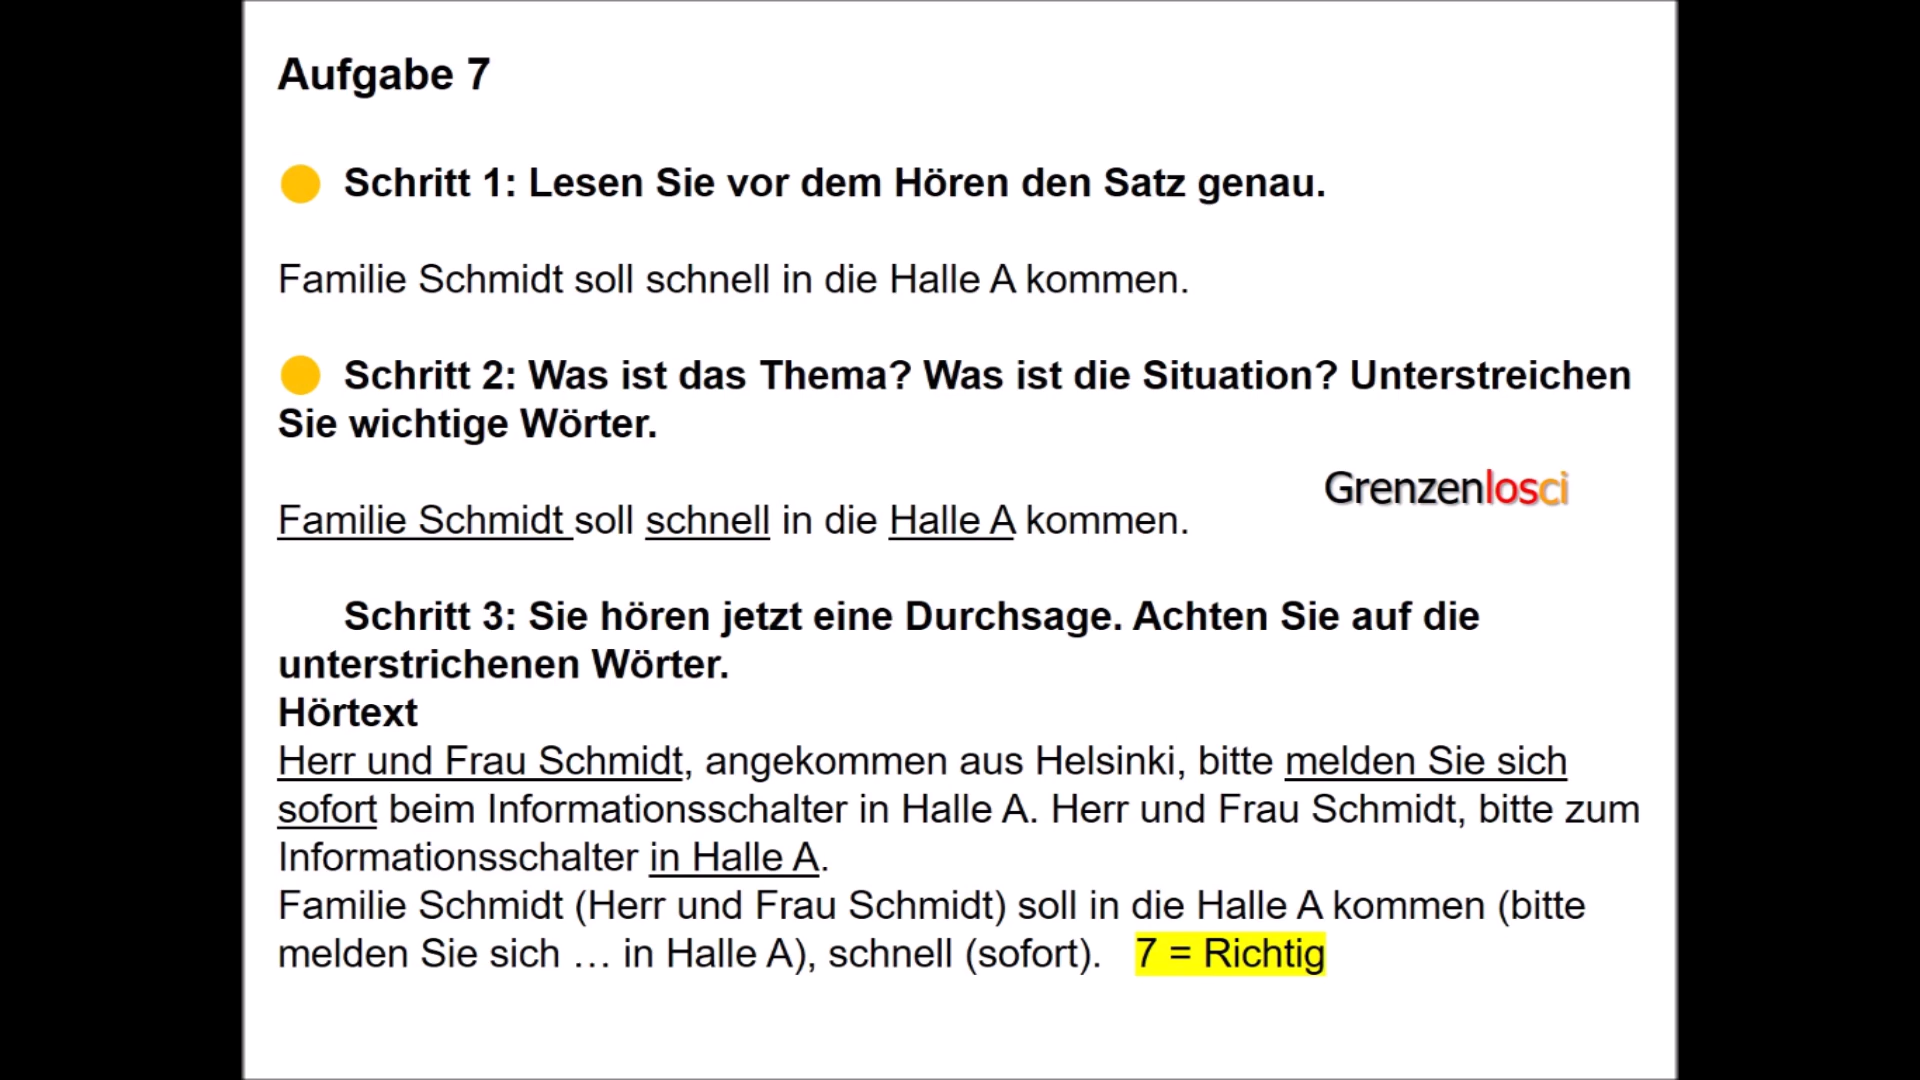 Aufgabe 7
Schritt 1: Lesen Sie vor dem Hören den Satz genau.
Familie Schmidt soll schnell in die Halle A kommen.
Schritt 2: Was ist das Thema? Was ist die Situation? Unterstreichen
Sie wichtige Wörter.
Grenzenlosci
Familie Schmidt soll schnell in die Halle A kommen.
Schritt 3: Sie hören jetzt eine Durchsage. Achten Sie auf die
unterstrichenen Wörter.
Hörtext
Herr und Frau Schmidt, angekommen aus Helsinki, bitte melden Sie sich
sofort beim Informationsschalter in Halle A. Herr und Frau Schmidt, bitte zum
Informationsschalter in Halle A.
Familie Schmidt (Herr und Frau Schmidt) soll in die Halle A kommen (bitte
melden Sie sich … in Halle A), schnell (sofort). 7 = Richtig